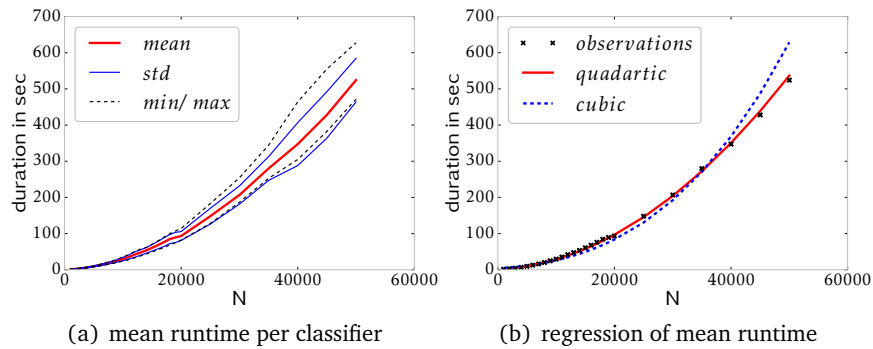 700
600
500
400
300
200
100
0
duration in sec
mean
std
min/ max
0
20000
40000
60000
N
(a) mean runtime per classifier
700
600
500
400
300
200
100
0
duration in sec
observations
quadartic
cubic
0
20000
40000
60000
N
(b) regression of mean runtime